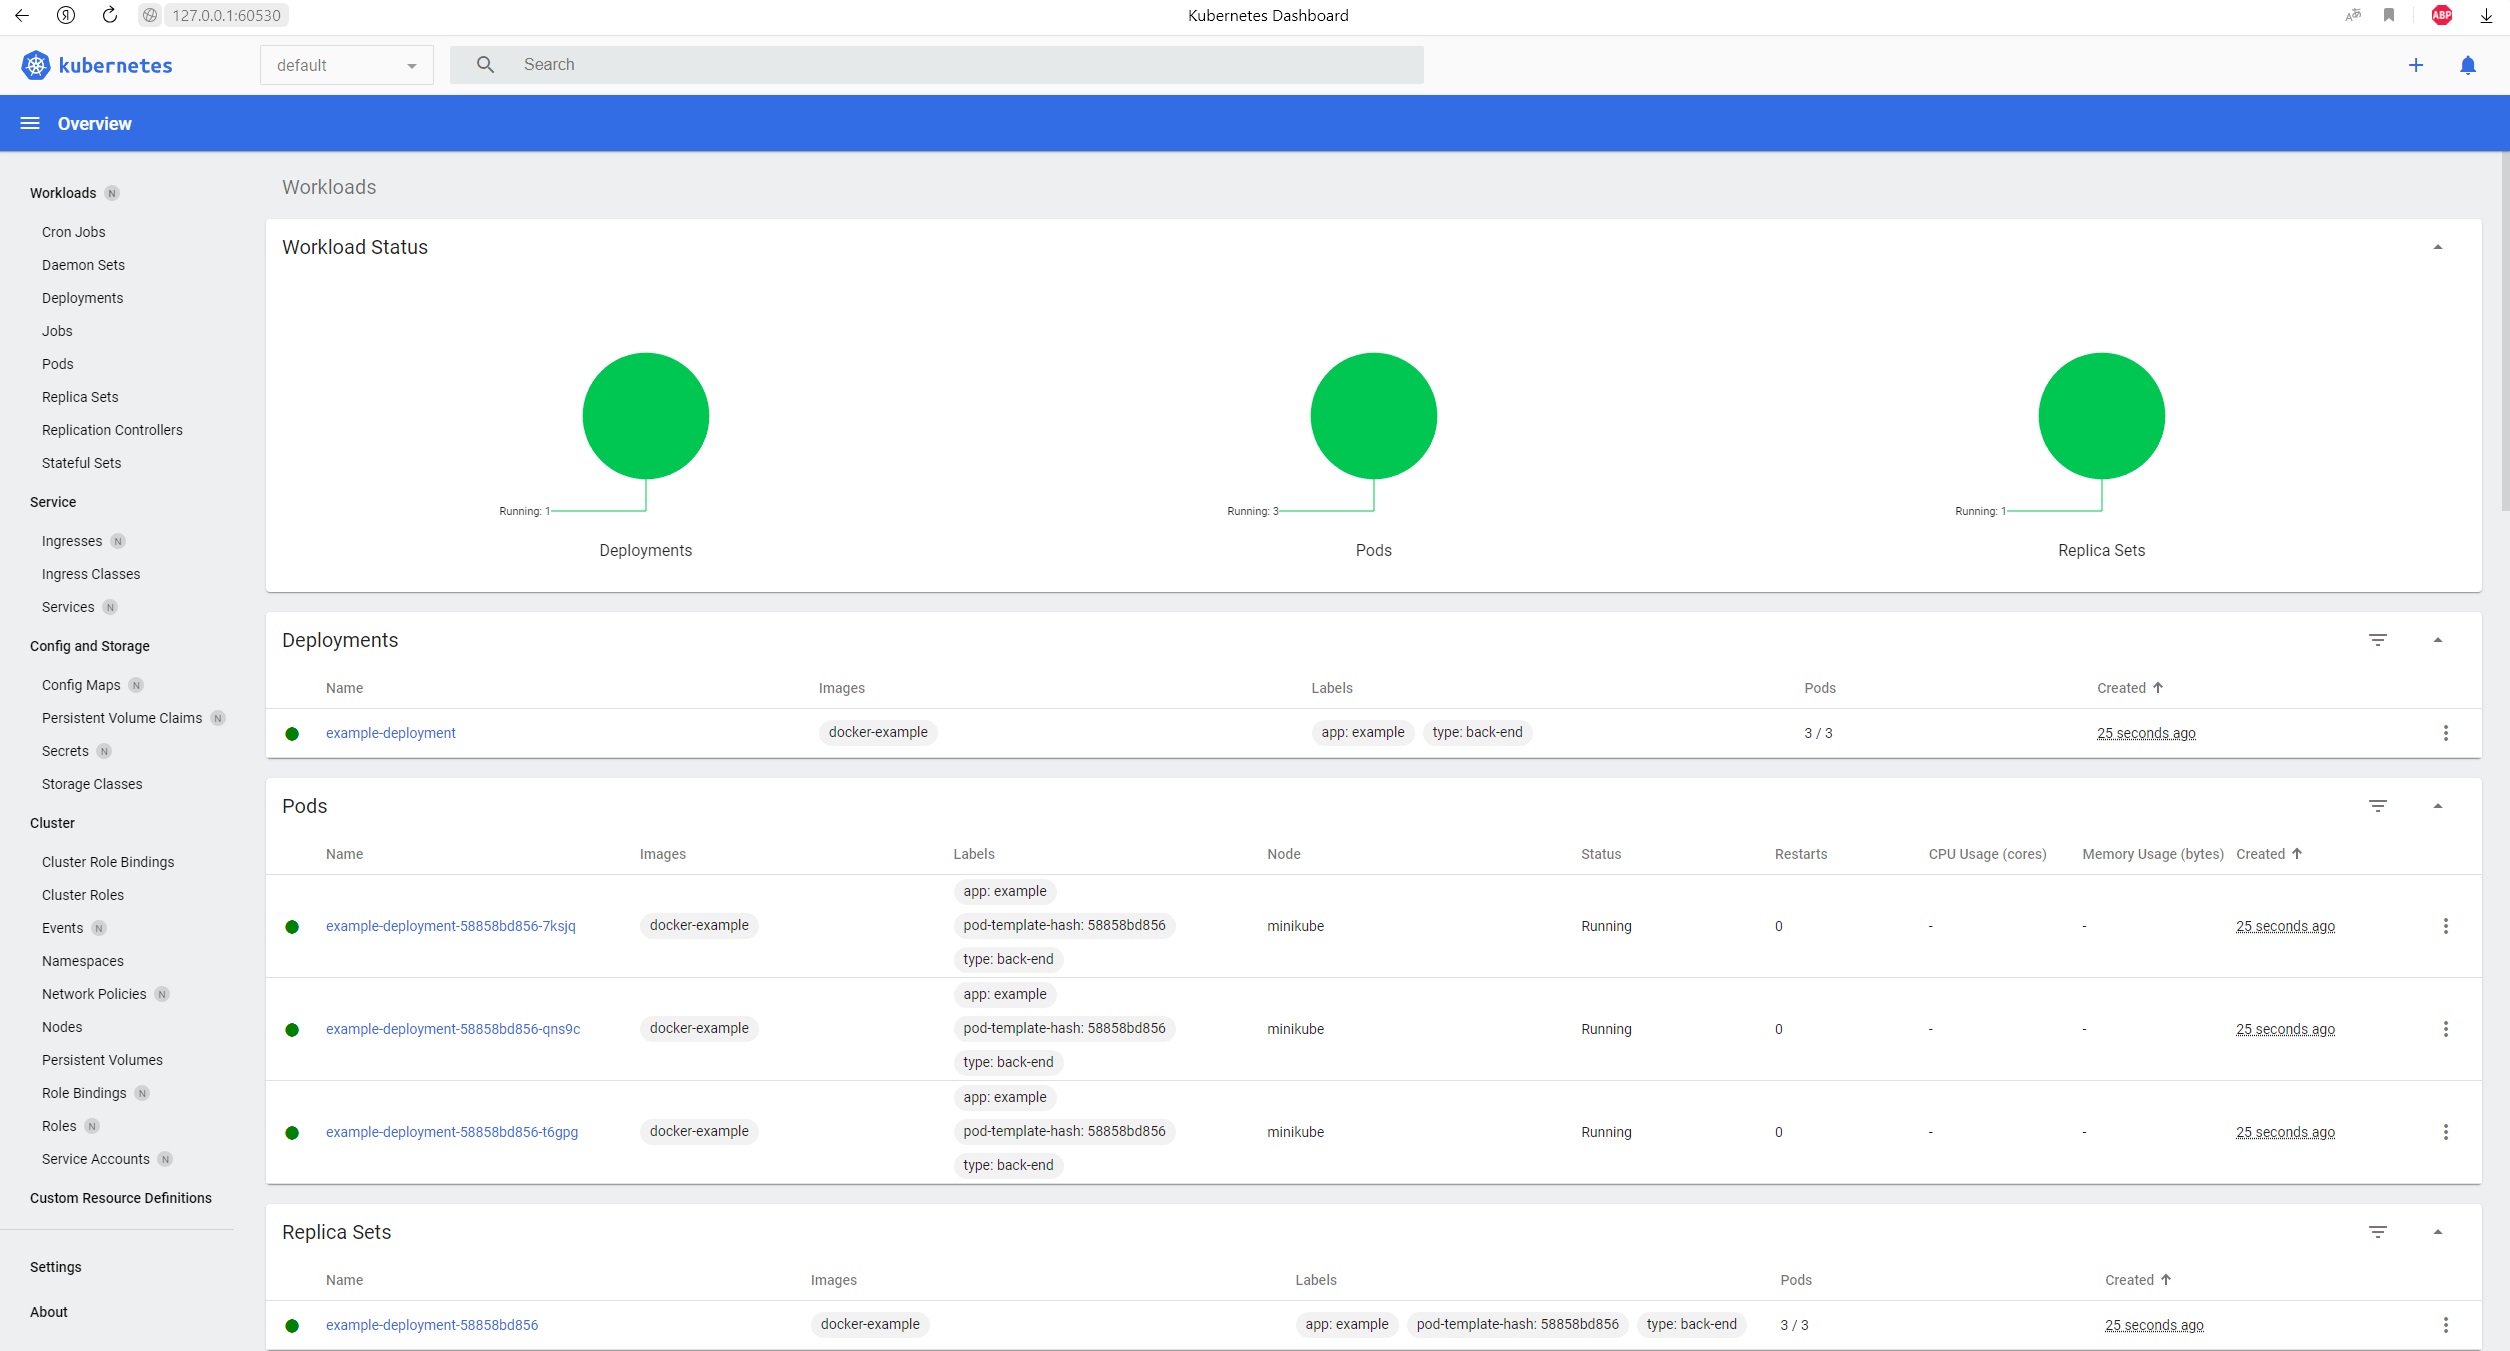 127.0.0.1:60530
Kubernetes Dashboard
ABP
kubernetes
default
Search
Overview
Workloads N
Cron Jobs
Daemon Sets
Deployments
Jobs
Pods
Replica Sets
Replication Controllers
Stateful Sets
Service
Ingresses N
Ingress Classes
Services N
Config and Storage
Config Maps N
Persistent Volume Claims N
Secrets N
Storage Classes
Cluster
Cluster Role Bindings
Cluster Roles
Events N
Namespaces
Network Policies N
Nodes
Persistent Volumes
Role Bindings N
Roles N
Service Accounts N
Custom Resource Definitions
Settings
About
Workloads
Workload Status
Running: 1
Deployments
Running: 3
Pods
Running: 1
Replica Sets
Deployments
Name Images Labels Pods Created
example-deployment docker-example app: example type: back-end 3 / 3 25 seconds ago
Pods
Name Images Labels Node Status Restarts CPU Usage (cores) Memory Usage (bytes) Created
app: example
example-deployment-58858bd856-7ksjq docker-example pod-template-hash: 58858bd856 minikube Running 0 - - 25 seconds ago
type: back-end
app: example
example-deployment-58858bd856-qns9c docker-example pod-template-hash: 58858bd856 minikube Running 0 - - 25 seconds ago
type: back-end
app: example
example-deployment-58858bd856-t6gpg docker-example pod-template-hash: 58858bd856 minikube Running 0 - - 25 seconds ago
type: back-end
Replica Sets
Name Images Labels Pods Created
example-deployment-58858bd856 docker-example app: example pod-template-hash: 58858bd856 type: back-end 3 / 3 25 seconds ago